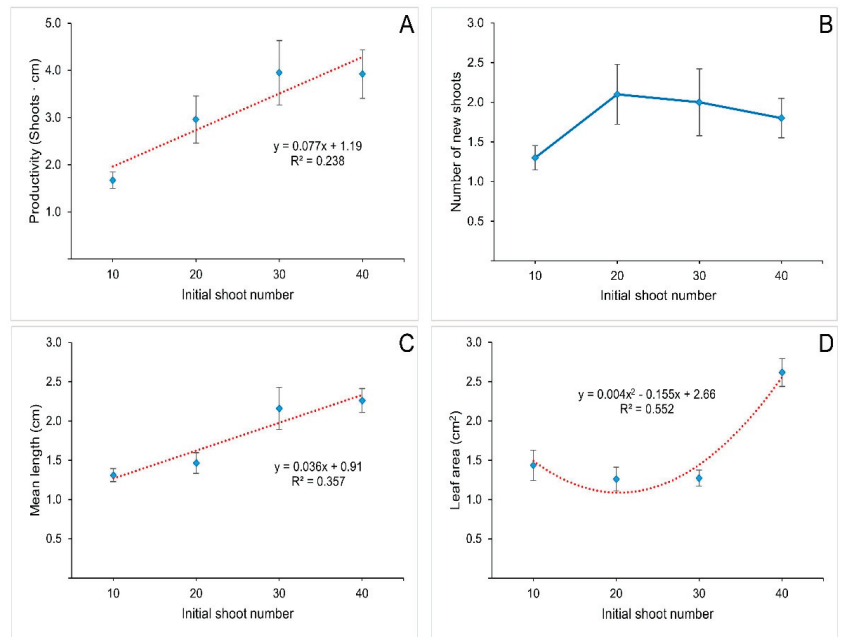 A
5.0
4.0
3.0
2.0
1.0
Productivity (Shoots · cm)
y = 0.077x + 1.19
R² = 0.238
10 20 30 40
Initial shoot number
B
3.0
2.5
2.0
1.5
1.0
0.5
Number of new shoots
10 20 30 40
Initial shoot number
C
3.0
2.5
2.0
1.5
1.0
0.5
Mean length (cm)
y = 0.036x + 0.91
R² = 0.357
10 20 30 40
Initial shoot number
D
3.0
2.5
2.0
1.5
1.0
0.5
Leaf area (cm²)
y = 0.004x² - 0.155x + 2.66
R² = 0.552
10 20 30 40
Initial shoot number